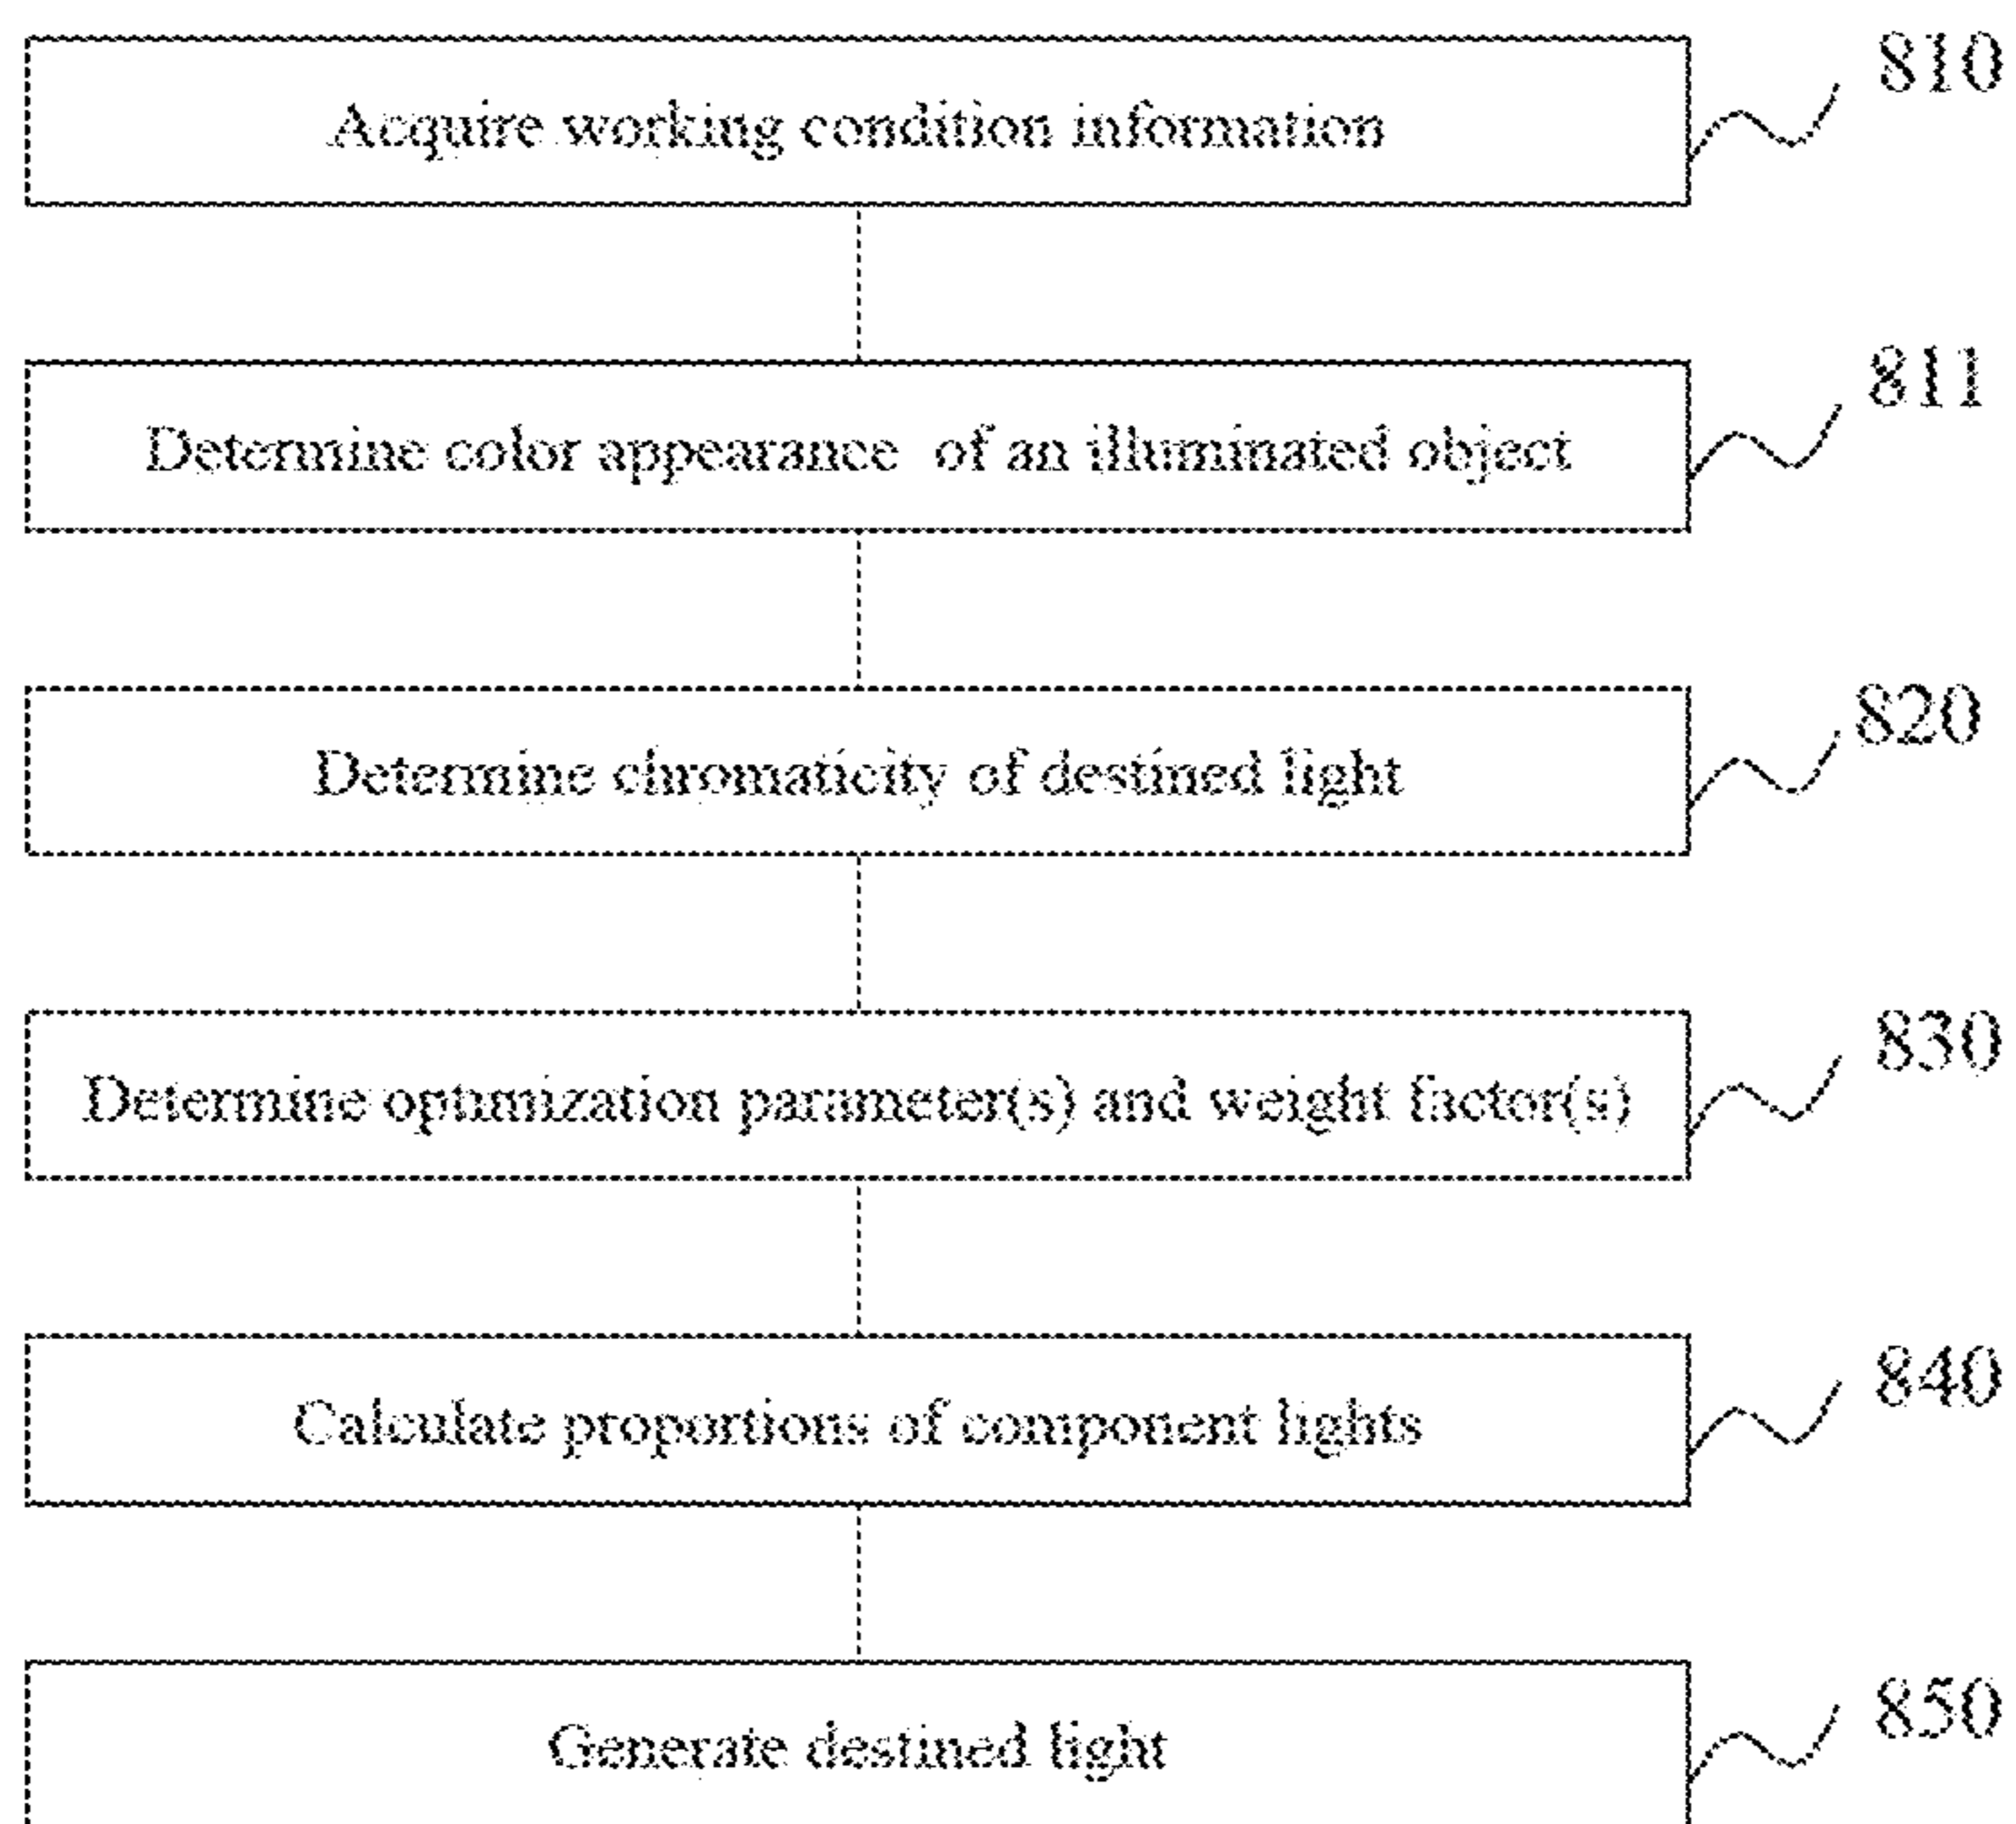 Acquire working condition information
810
Determine color appearance of an illuminated object
811
Determine chromaticity of destined light
820
Determine optimization parameter(s) and weight factor(s)
830
Calculate proportions of component lights
840
Generate destined light
850